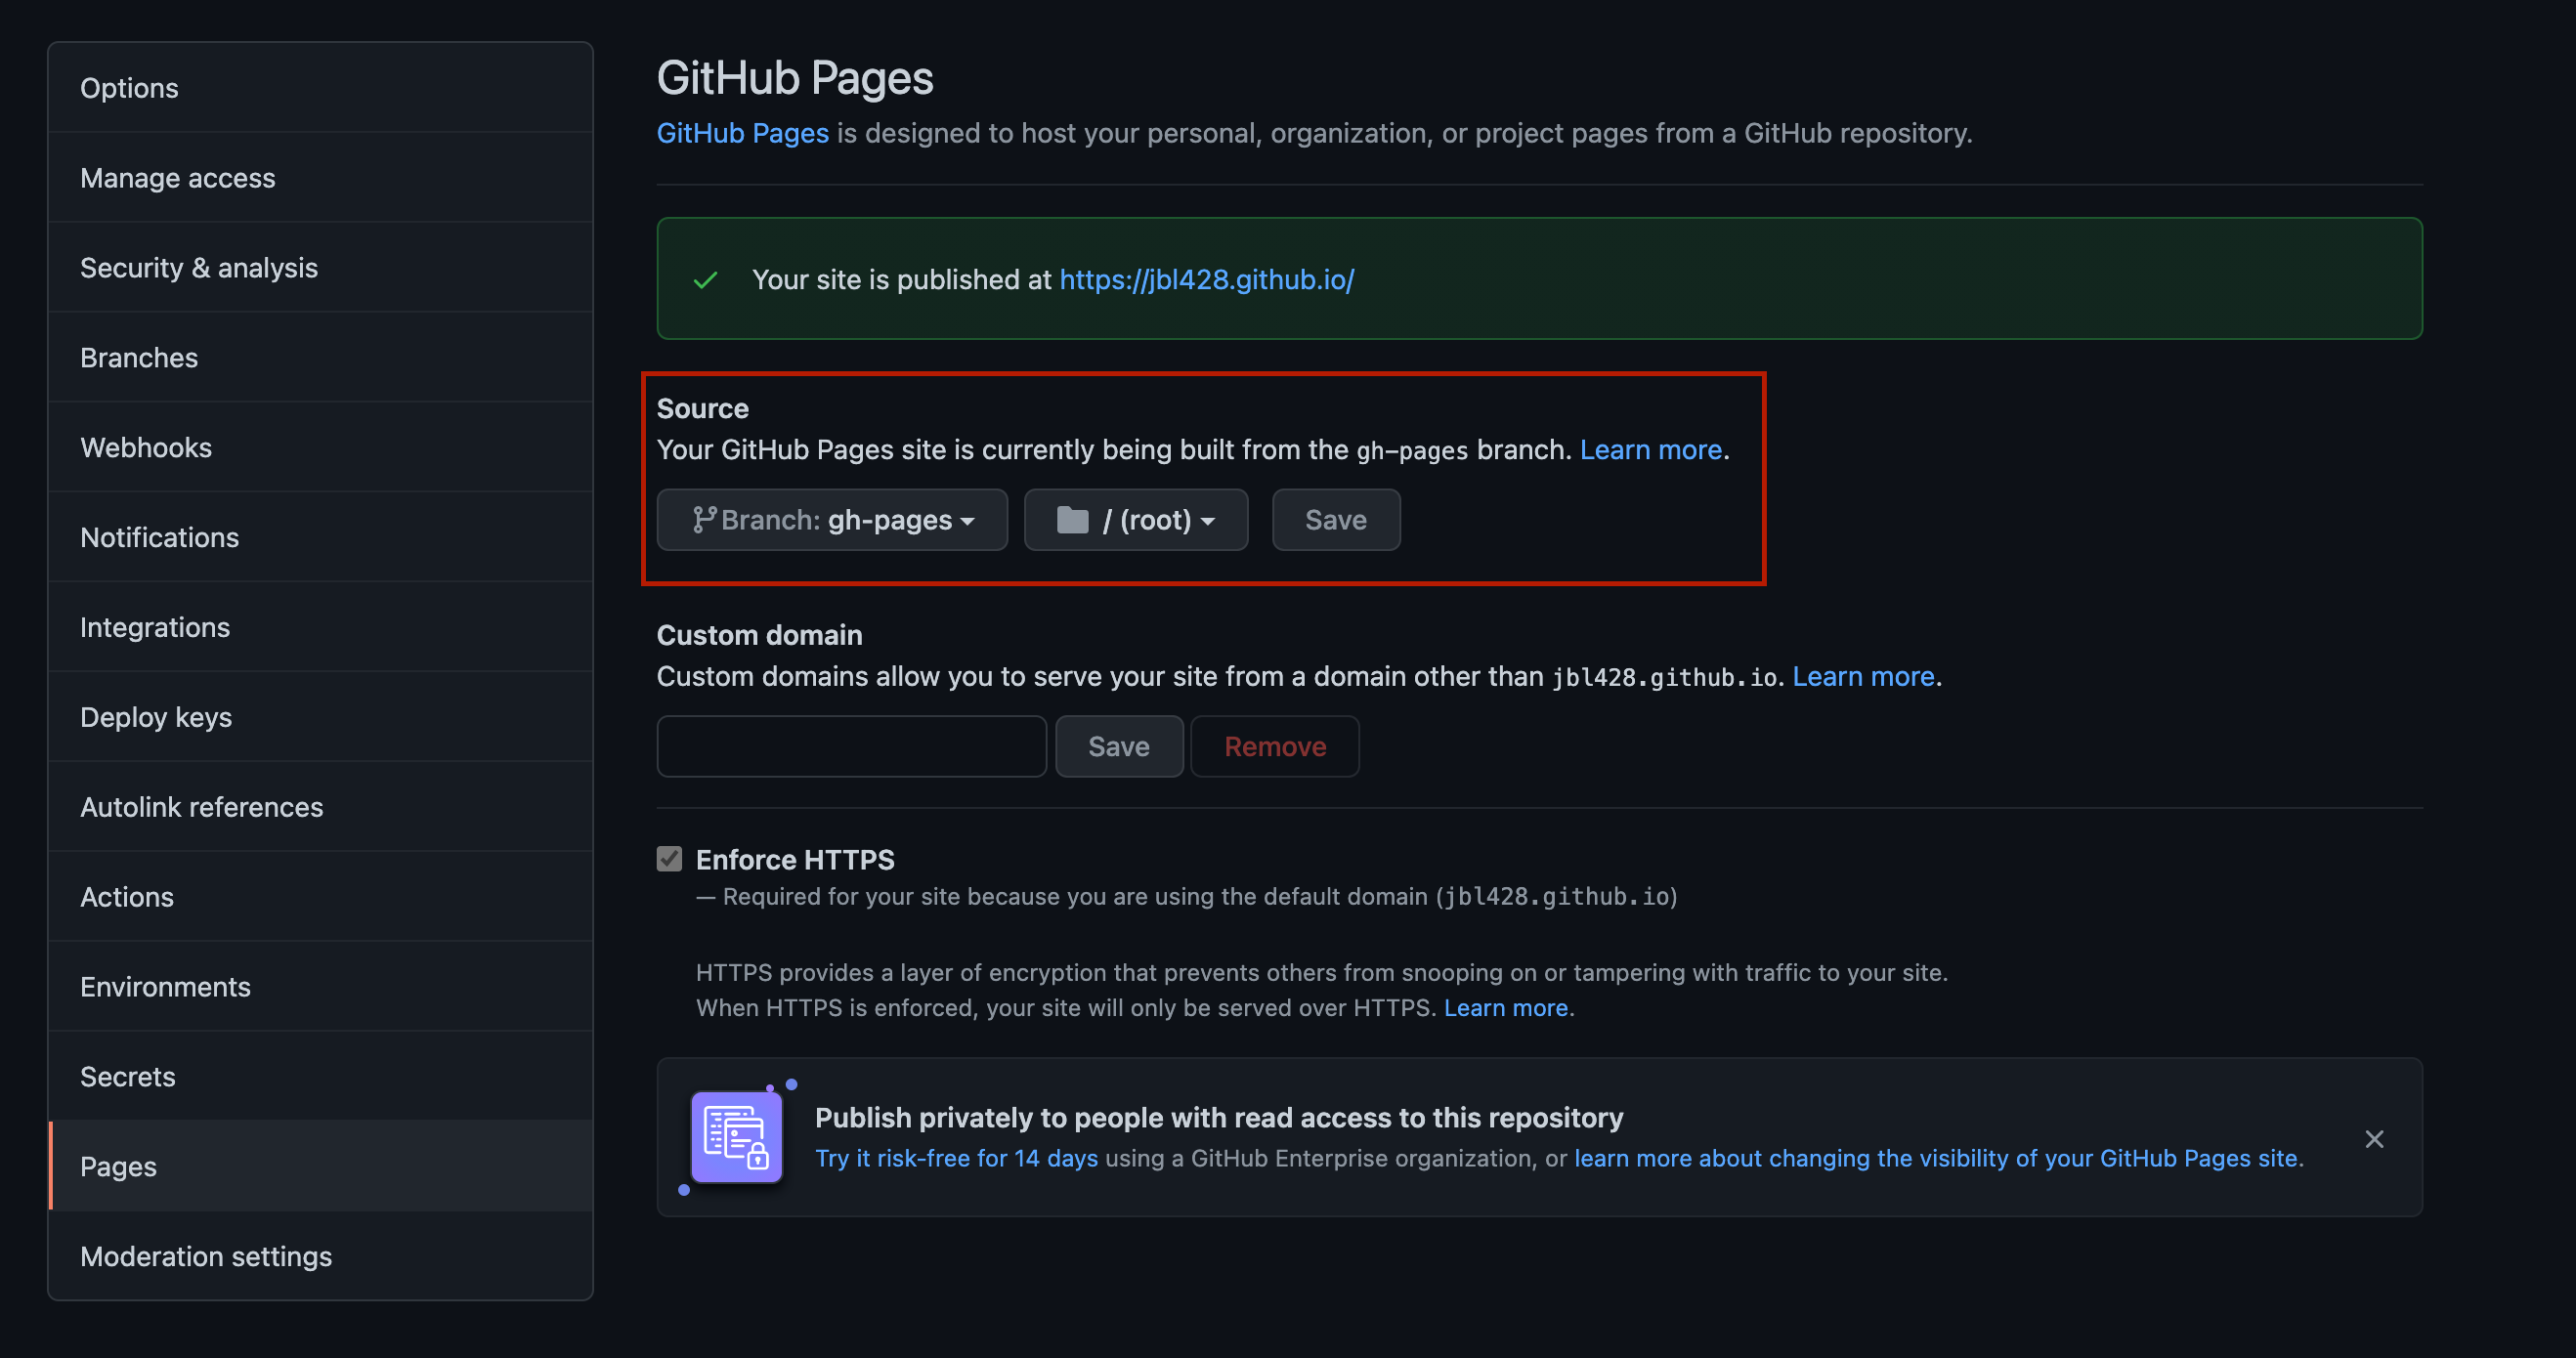 Options
Manage access
Security & analysis
Branches
Webhooks
Notifications
Integrations
Deploy keys
Autolink references
Actions
Environments
Secrets
Pages
Moderation settings
GitHub Pages
GitHub Pages is designed to host your personal, organization, or project pages from a GitHub repository.
Your site is published at https://jbl428.github.io/
Source
Your GitHub Pages site is currently being built from the gh-pages branch. Learn more.
Branch: gh-pages / (root) Save
Custom domain
Custom domains allow you to serve your site from a domain other than jbl428.github.io. Learn more.
Save Remove
Enforce HTTPS
— Required for your site because you are using the default domain (jbl428.github.io)
HTTPS provides a layer of encryption that prevents others from snooping on or tampering with traffic to your site.
When HTTPS is enforced, your site will only be served over HTTPS. Learn more.
Publish privately to people with read access to this repository
Try it risk-free for 14 days using a GitHub Enterprise organization, or learn more about changing the visibility of your GitHub Pages site.